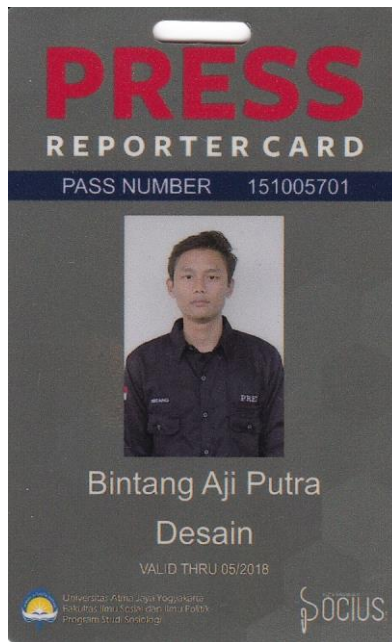 PRESS
REPORTER CARD
PASS NUMBER 151005701
PRESS
Bintang Aji Putra
Desain
VALID THRU 05/2018
Universitas Atma Jaya Yogyakarta
Fakultas Ilmu Sosial dan Ilmu Politik
Program Studi Sosiologi
SOCIUS